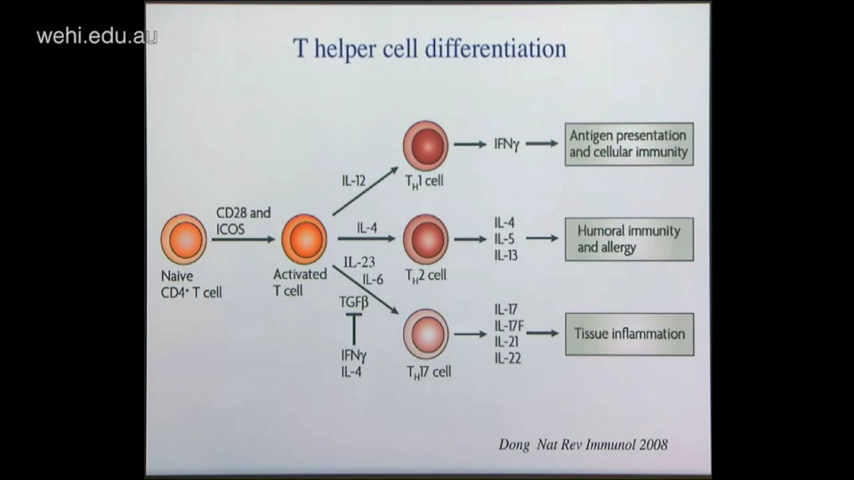 wehi.edu.au
T helper cell differentiation
IL-12
TH1 cell
IFNγ
Antigen presentation
and cellular immunity
Naive
CD4+ T cell
CD28 and
ICOS
Activated
T cell
IL-4
TH2 cell
IL-4
IL-5
IL-13
Humoral immunity
and allergy
IL-23
IL-6
TGFβ
IFNγ
IL-4
TH17 cell
IL-17
IL-17F
IL-21
IL-22
Tissue inflammation
Dong Nat Rev Immunol 2008